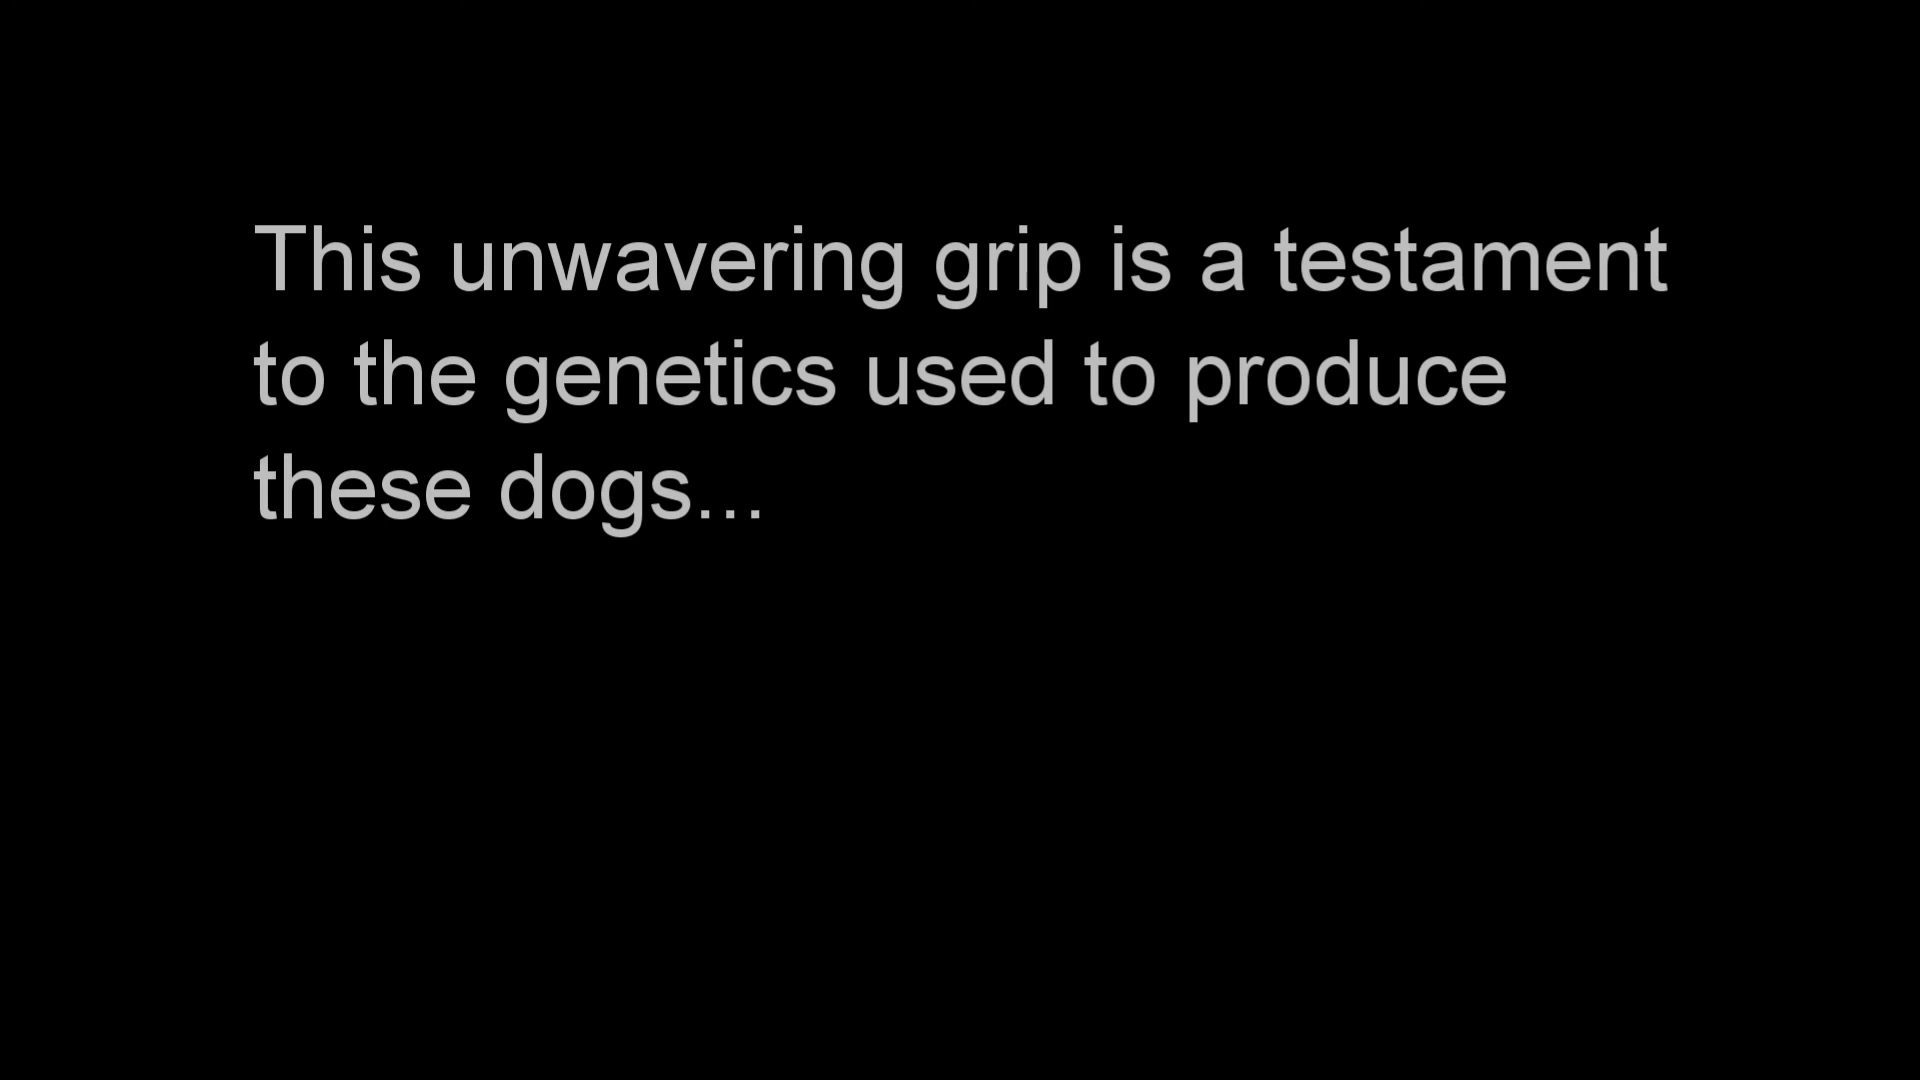 This unwavering grip is a testament
to the genetics used to produce
these dogs...